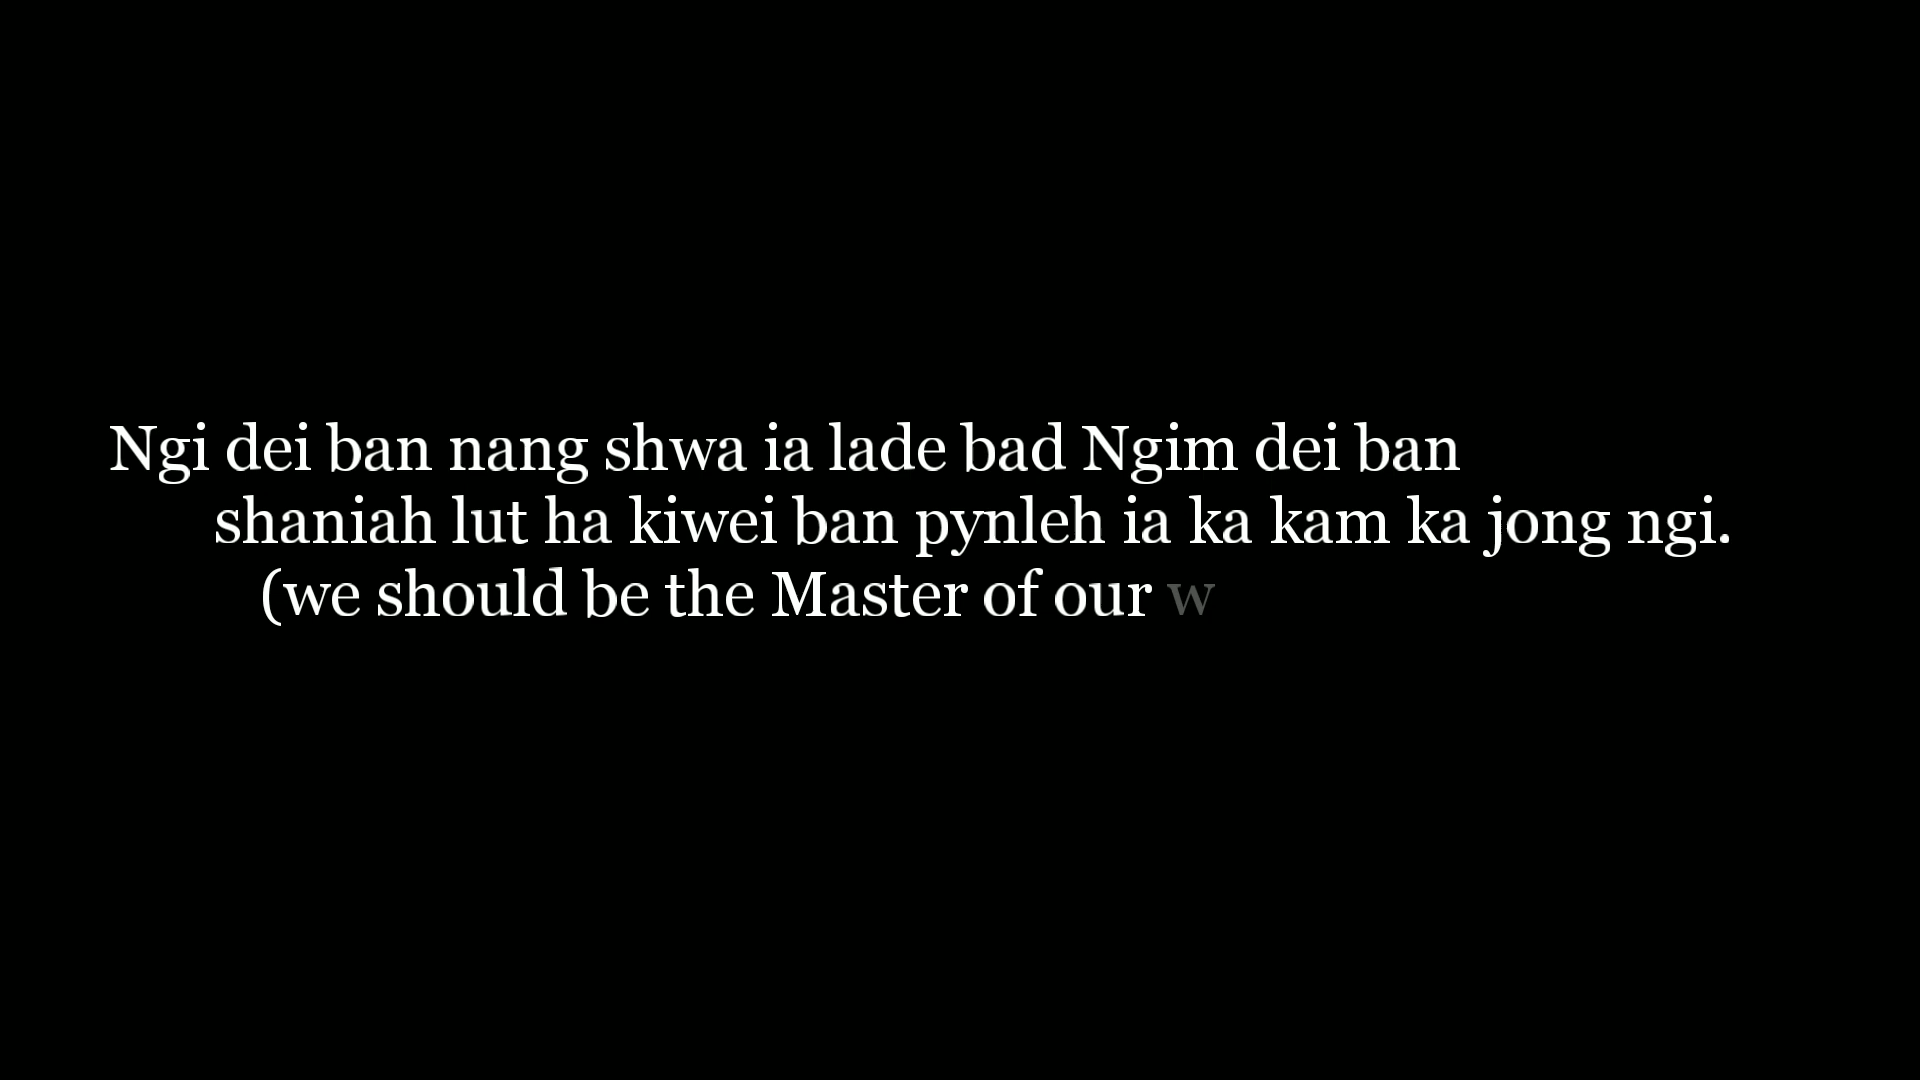 Ngi dei ban nang shwa ia lade bad Ngim dei ban
shaniah lut ha kiwei ban pynleh ia ka kam ka jong ngi.
(we should be the Master of our w